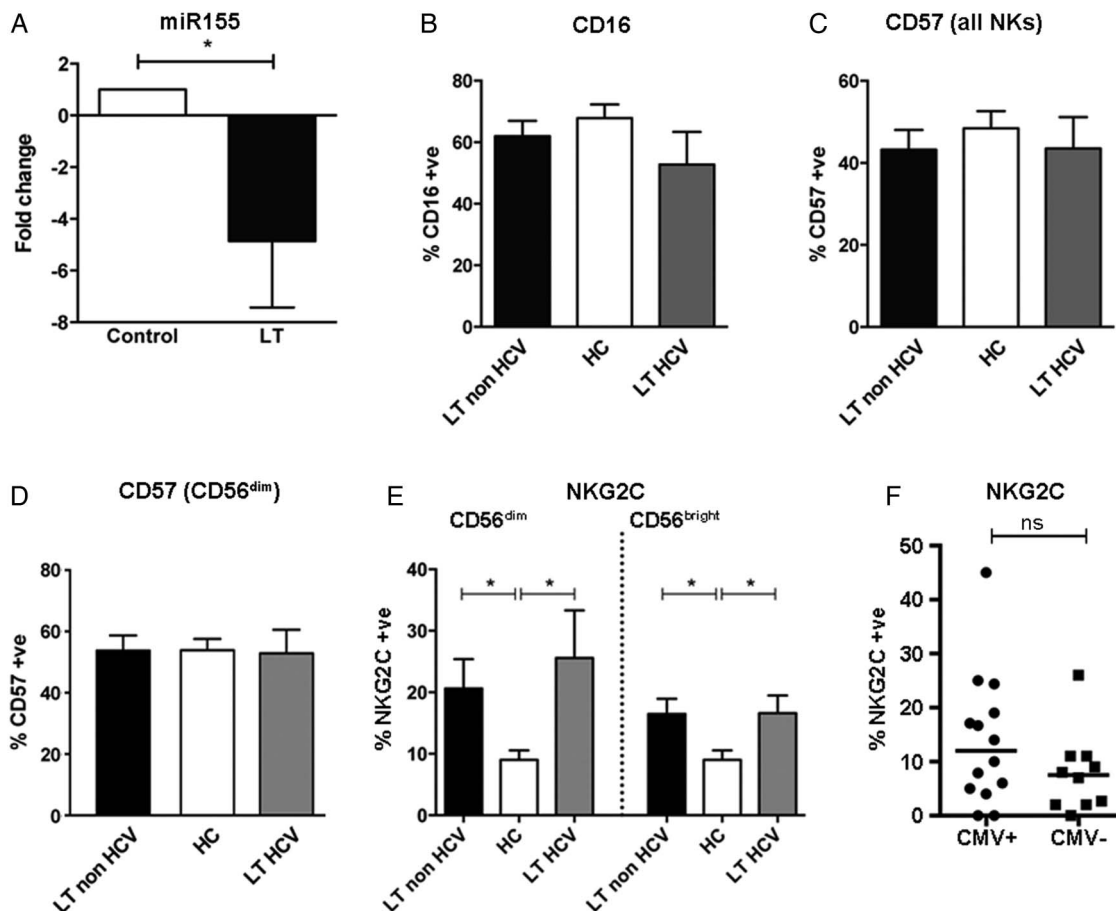 A
miR155
*
2
0
-2
-4
-6
-8
Fold change
Control
LT
B
CD16
80
60
40
20
0
% CD16 +ve
LT non HCV
HC
LT HCV
C
CD57 (all NKs)
60
40
20
0
% CD57 +ve
LT non HCV
HC
LT HCV
D
CD57 (CD56dim)
80
60
40
20
0
% CD57 +ve
LT non HCV
HC
LT HCV
E
NKG2C
CD56dim
CD56bright
40
30
20
10
0
% NKG2C +ve
* * * *
LT non HCV
HC
LT HCV
LT non HCV
HC
LT HCV
F
NKG2C
ns
50
40
30
20
10
0
% NKG2C +ve
CMV+
CMV-